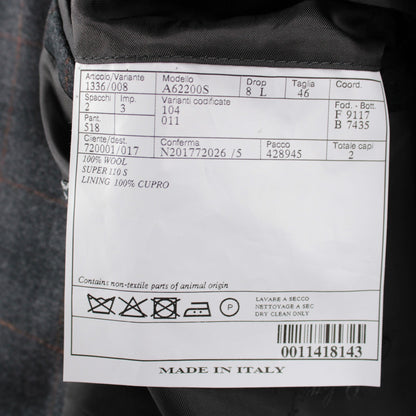 Articolo/Variante Modello Drop Taglia Coord.
1336/008 A62200S 8 L 46
Spacchi Imp. Varianti codificate Fod. - Bott.
2 3 104 F 9117
Pant. 011 B 7435
518
Cliente/dest. Conferma Pacco Totale capi
720001/017 N201772026 /5 428945 2
100% WOOL
SUPER 110 S
LINING 100% CUPRO
Contains non-textile parts of animal origin
P
LAVARE A SECCO
NETTOYAGE A SEC
DRY CLEAN ONLY
0011418143
MADE IN ITALY